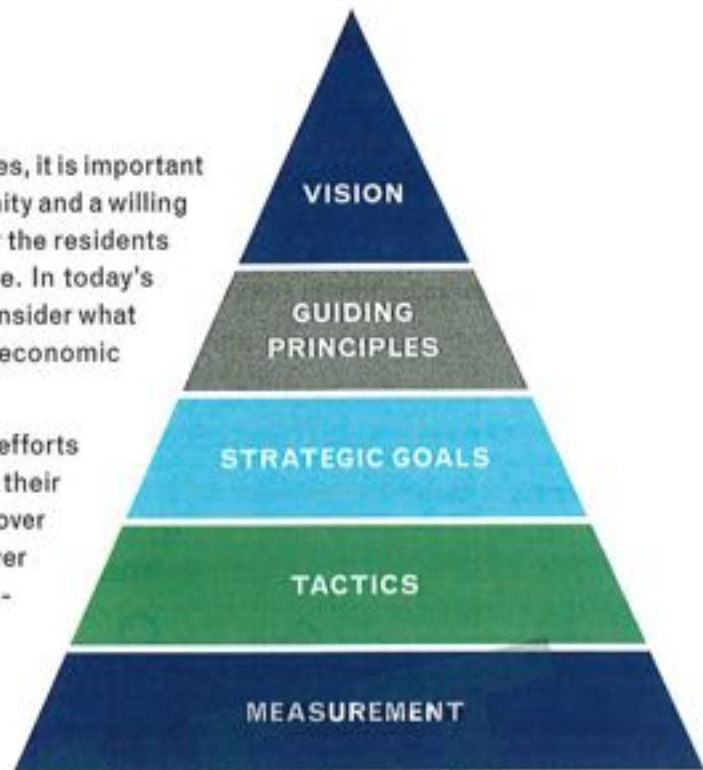 es, it is important
ity and a willing
the residents
e. In today's
nsider what
economic
efforts
their
over
er
-
VISION
GUIDING
PRINCIPLES
STRATEGIC GOALS
TACTICS
MEASUREMENT